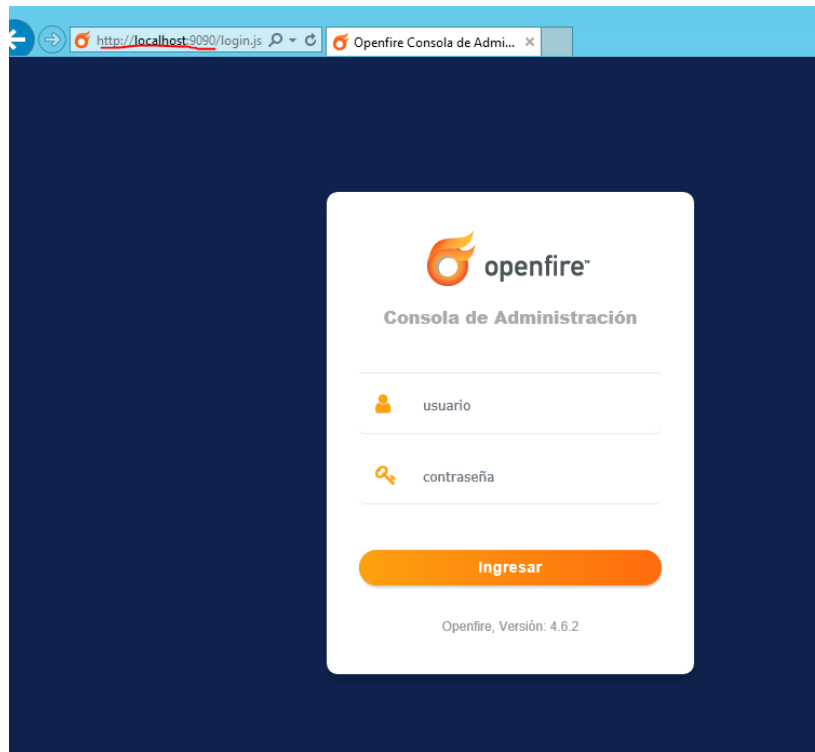 http://localhost:9090/login.js
Openfire Consola de Admi...
openfire™
Consola de Administración
usuario
contraseña
Ingresar
Openfire, Versión: 4.6.2